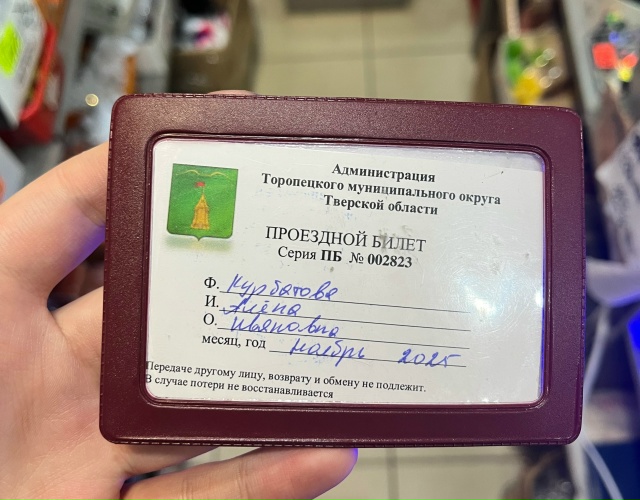 Администрация
Торопецкого муниципального округа
Тверской области
ПРОЕЗДНОЙ БИЛЕТ
Серия ПБ № 002823
Ф. Курбатова
И. Алёна
О. Ивановна
месяц, год ноябрь 2025
Передаче другому лицу, возврату и обмену не подлежит.
В случае потери не восстанавливается